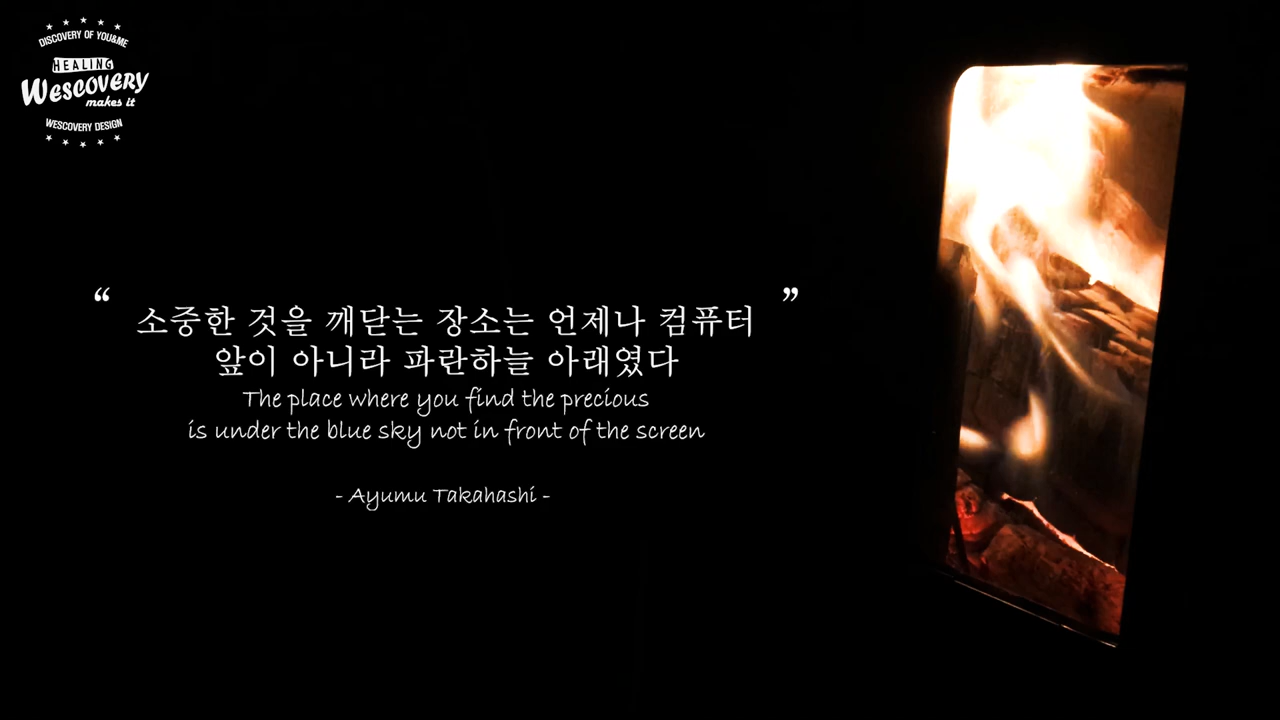 DISCOVERY OF YOU&ME
HEALING
Wescovery
makes it
WESCOVERY DESIGN
“ 소중한 것을 깨닫는 장소는 언제나 컴퓨터 ”
앞이 아니라 파란하늘 아래였다
The place where you find the precious
is under the blue sky not in front of the screen
- Ayumu Takahashi -